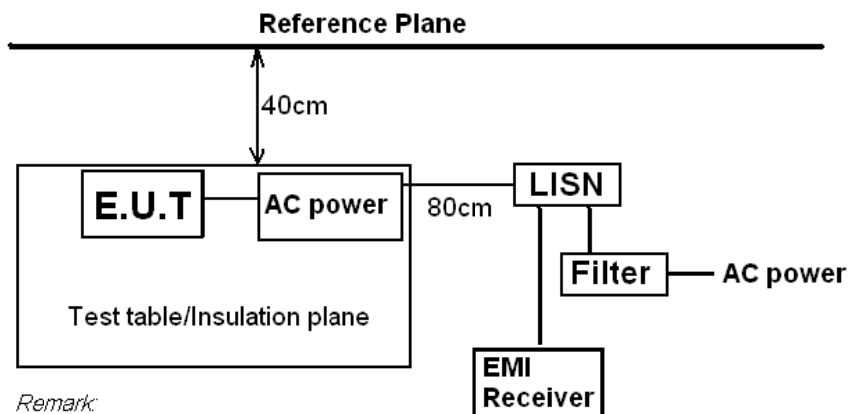 Reference Plane
40cm
E.U.T
AC power
80cm
LISN
Filter
AC power
Test table/Insulation plane
EMI
Receiver
Remark: